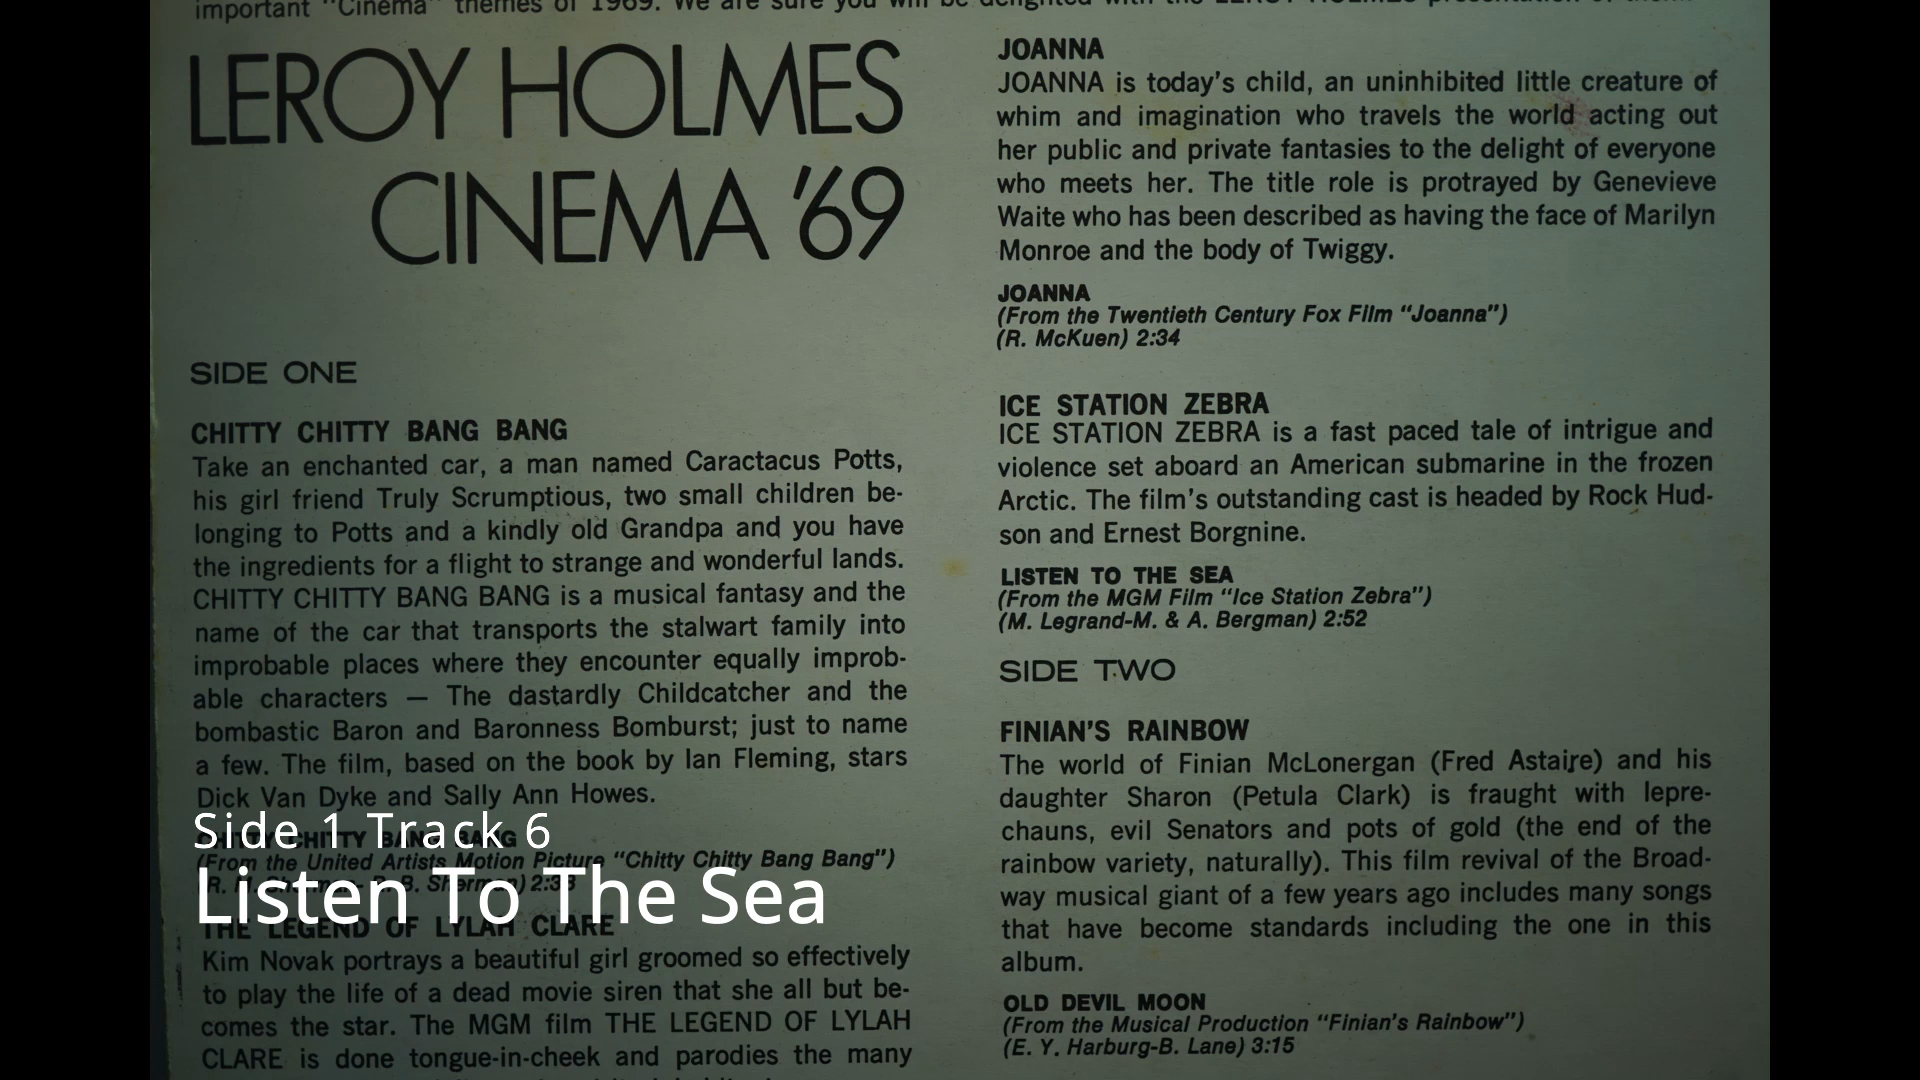 important "Cinema" themes of 1969. We are sure you will be delighted with the LEROY HOLMES presentation of them.
LEROY HOLMES
CINEMA '69
SIDE ONE
CHITTY CHITTY BANG BANG
Take an enchanted car, a man named Caractacus Potts,
his girl friend Truly Scrumptious, two small children be-
longing to Potts and a kindly old Grandpa and you have
the ingredients for a flight to strange and wonderful lands.
CHITTY CHITTY BANG BANG is a musical fantasy and the
name of the car that transports the stalwart family into
improbable places where they encounter equally improb-
able characters — The dastardly Childcatcher and the
bombastic Baron and Baronness Bomburst; just to name
a few. The film, based on the book by Ian Fleming, stars
Dick Van Dyke and Sally Ann Howes.
CHITTY CHITTY BANG BANG
(From the United Artists Motion Picture "Chitty Chitty Bang Bang")
Side 1 Track 6
Listen To The Sea
THE LEGEND OF LYLAH CLARE
Kim Novak portrays a beautiful girl groomed so effectively
to play the life of a dead movie siren that she all but be-
comes the star. The MGM film THE LEGEND OF LYLAH
CLARE is done tongue-in-cheek and parodies the many
JOANNA
JOANNA is today's child, an uninhibited little creature of
whim and imagination who travels the world acting out
her public and private fantasies to the delight of everyone
who meets her. The title role is protrayed by Genevieve
Waite who has been described as having the face of Marilyn
Monroe and the body of Twiggy.
JOANNA
(From the Twentieth Century Fox Film "Joanna")
(R. McKuen) 2:34
ICE STATION ZEBRA
ICE STATION ZEBRA is a fast paced tale of intrigue and
violence set aboard an American submarine in the frozen
Arctic. The film's outstanding cast is headed by Rock Hud-
son and Ernest Borgnine.
LISTEN TO THE SEA
(From the MGM Film "Ice Station Zebra")
(M. Legrand-M. & A. Bergman) 2:52
SIDE TWO
FINIAN'S RAINBOW
The world of Finian McLonergan (Fred Astaire) and his
daughter Sharon (Petula Clark) is fraught with lepre-
chauns, evil Senators and pots of gold (the end of the
rainbow variety, naturally). This film revival of the Broad-
way musical giant of a few years ago includes many songs
that have become standards including the one in this
album.
OLD DEVIL MOON
(From the Musical Production "Finian's Rainbow")
(E. Y. Harburg-B. Lane) 3:15